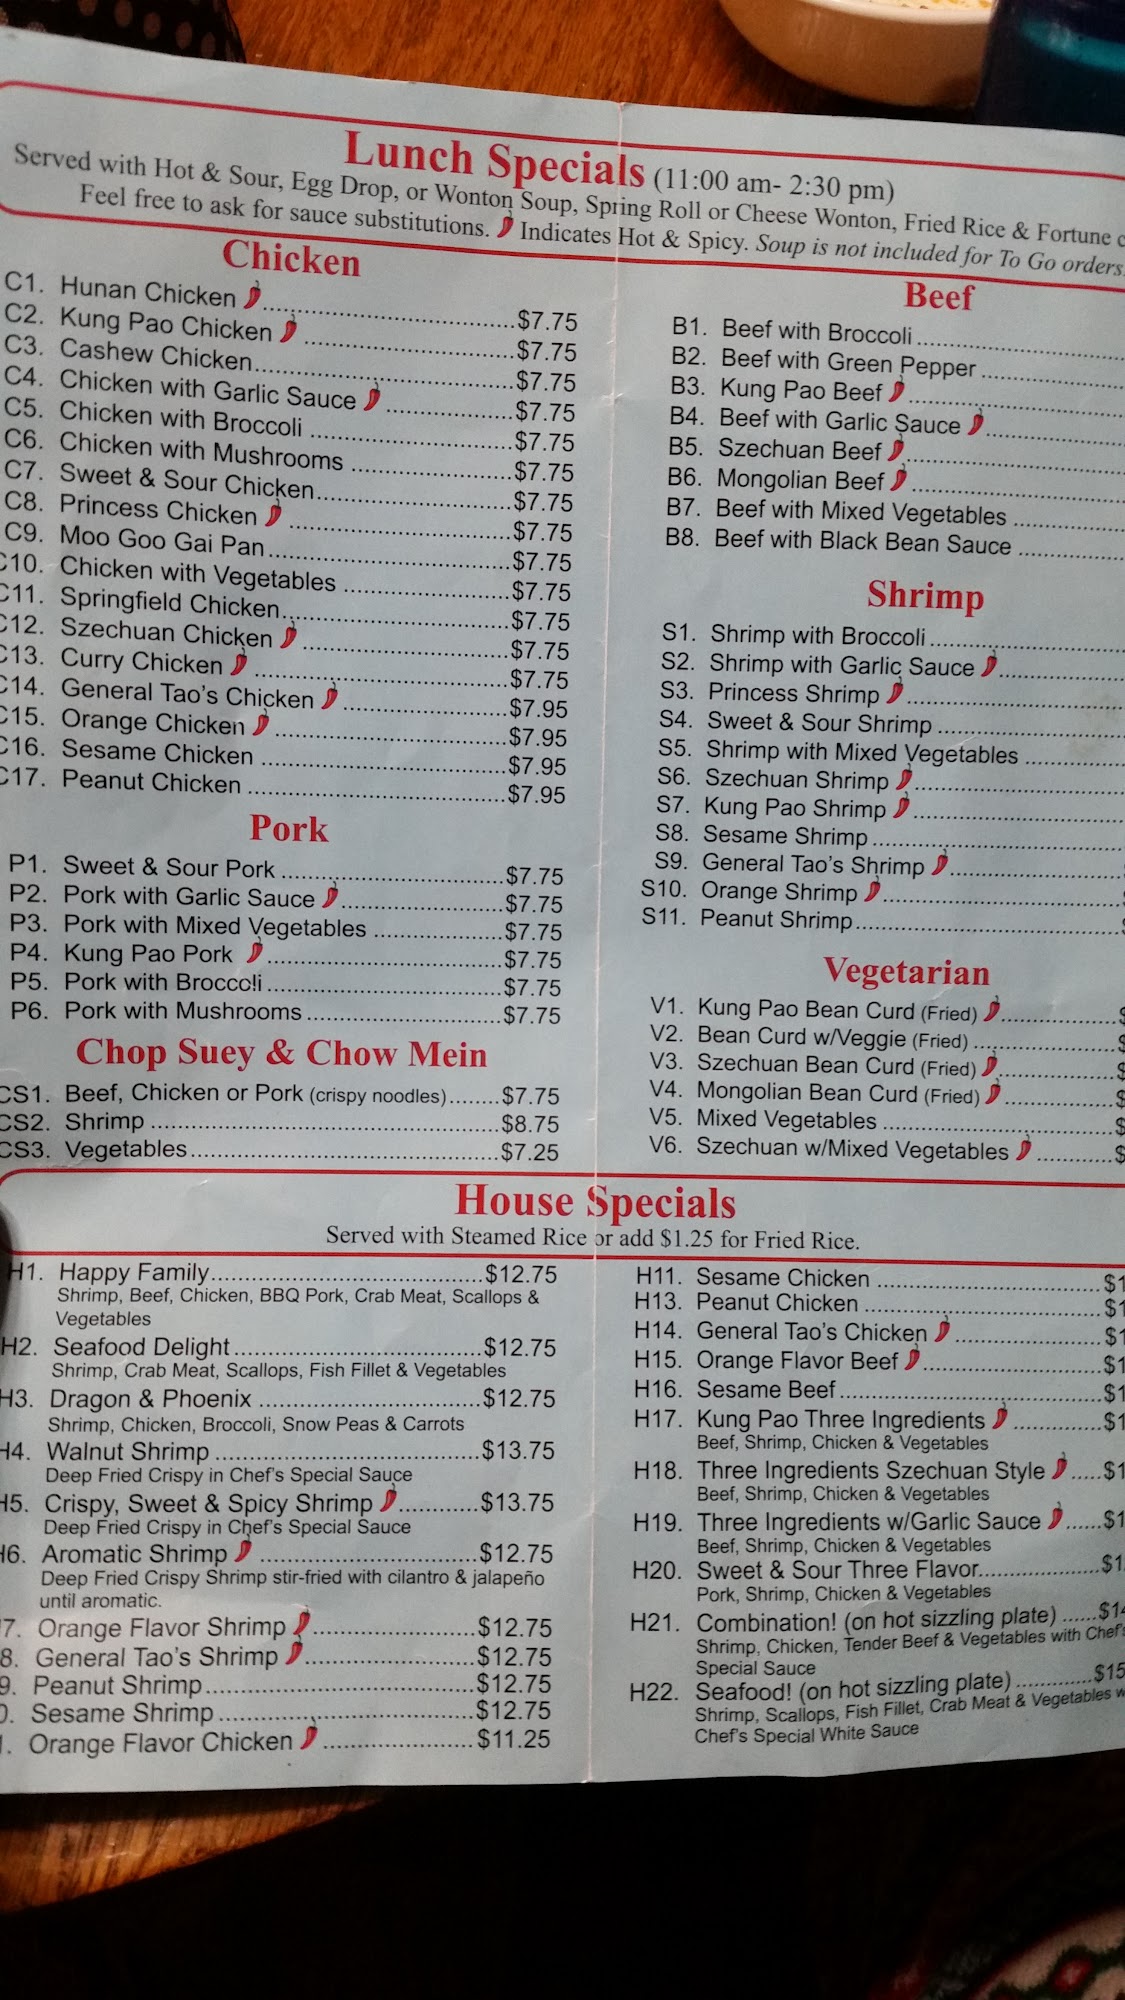 Lunch Specials (11:00 am- 2:30 pm)
Served with Hot & Sour, Egg Drop, or Wonton Soup, Spring Roll or Cheese Wonton, Fried Rice & Fortune
Feel free to ask for sauce substitutions. Indicates Hot & Spicy. Soup is not included for To Go orders.
Chicken
C1. Hunan Chicken $7.75
C2. Kung Pao Chicken $7.75
C3. Cashew Chicken $7.75
C4. Chicken with Garlic Sauce $7.75
C5. Chicken with Broccoli $7.75
C6. Chicken with Mushrooms $7.75
C7. Sweet & Sour Chicken $7.75
C8. Princess Chicken $7.75
C9. Moo Goo Gai Pan $7.75
C10. Chicken with Vegetables $7.75
C11. Springfield Chicken $7.75
C12. Szechuan Chicken $7.75
C13. Curry Chicken $7.75
C14. General Tao's Chicken $7.95
C15. Orange Chicken $7.95
C16. Sesame Chicken $7.95
C17. Peanut Chicken $7.95
Pork
P1. Sweet & Sour Pork $7.75
P2. Pork with Garlic Sauce $7.75
P3. Pork with Mixed Vegetables $7.75
P4. Kung Pao Pork $7.75
P5. Pork with Broccoli $7.75
P6. Pork with Mushrooms $7.75
Chop Suey & Chow Mein
CS1. Beef, Chicken or Pork (crispy noodles) $7.75
CS2. Shrimp $8.75
CS3. Vegetables $7.25
Beef
B1. Beef with Broccoli
B2. Beef with Green Pepper
B3. Kung Pao Beef
B4. Beef with Garlic Sauce
B5. Szechuan Beef
B6. Mongolian Beef
B7. Beef with Mixed Vegetables
B8. Beef with Black Bean Sauce
Shrimp
S1. Shrimp with Broccoli
S2. Shrimp with Garlic Sauce
S3. Princess Shrimp
S4. Sweet & Sour Shrimp
S5. Shrimp with Mixed Vegetables
S6. Szechuan Shrimp
S7. Kung Pao Shrimp
S8. Sesame Shrimp
S9. General Tao's Shrimp
S10. Orange Shrimp
S11. Peanut Shrimp
Vegetarian
V1. Kung Pao Bean Curd (Fried) $
V2. Bean Curd w/Veggie (Fried) $
V3. Szechuan Bean Curd (Fried) $
V4. Mongolian Bean Curd (Fried) $
V5. Mixed Vegetables $
V6. Szechuan w/Mixed Vegetables $
House Specials
Served with Steamed Rice or add $1.25 for Fried Rice.
H1. Happy Family $12.75
Shrimp, Beef, Chicken, BBQ Pork, Crab Meat, Scallops &
Vegetables
H2. Seafood Delight $12.75
Shrimp, Crab Meat, Scallops, Fish Fillet & Vegetables
H3. Dragon & Phoenix $12.75
Shrimp, Chicken, Broccoli, Snow Peas & Carrots
H4. Walnut Shrimp $13.75
Deep Fried Crispy in Chef's Special Sauce
H5. Crispy, Sweet & Spicy Shrimp $13.75
Deep Fried Crispy in Chef's Special Sauce
H6. Aromatic Shrimp $12.75
Deep Fried Crispy Shrimp stir-fried with cilantro & jalapeño
until aromatic.
7. Orange Flavor Shrimp $12.75
8. General Tao's Shrimp $12.75
9. Peanut Shrimp $12.75
0. Sesame Shrimp $12.75
1. Orange Flavor Chicken $11.25
H11. Sesame Chicken $1
H13. Peanut Chicken $1
H14. General Tao's Chicken $1
H15. Orange Flavor Beef $1
H16. Sesame Beef $1
H17. Kung Pao Three Ingredients $1
Beef, Shrimp, Chicken & Vegetables
H18. Three Ingredients Szechuan Style $1
Beef, Shrimp, Chicken & Vegetables
H19. Three Ingredients w/Garlic Sauce $1
Beef, Shrimp, Chicken & Vegetables
H20. Sweet & Sour Three Flavor $1
Pork, Shrimp, Chicken & Vegetables
H21. Combination! (on hot sizzling plate) $14
Shrimp, Chicken, Tender Beef & Vegetables with Chef's
Special Sauce
H22. Seafood! (on hot sizzling plate) $15
Shrimp, Scallops, Fish Fillet, Crab Meat & Vegetables w
Chef's Special White Sauce